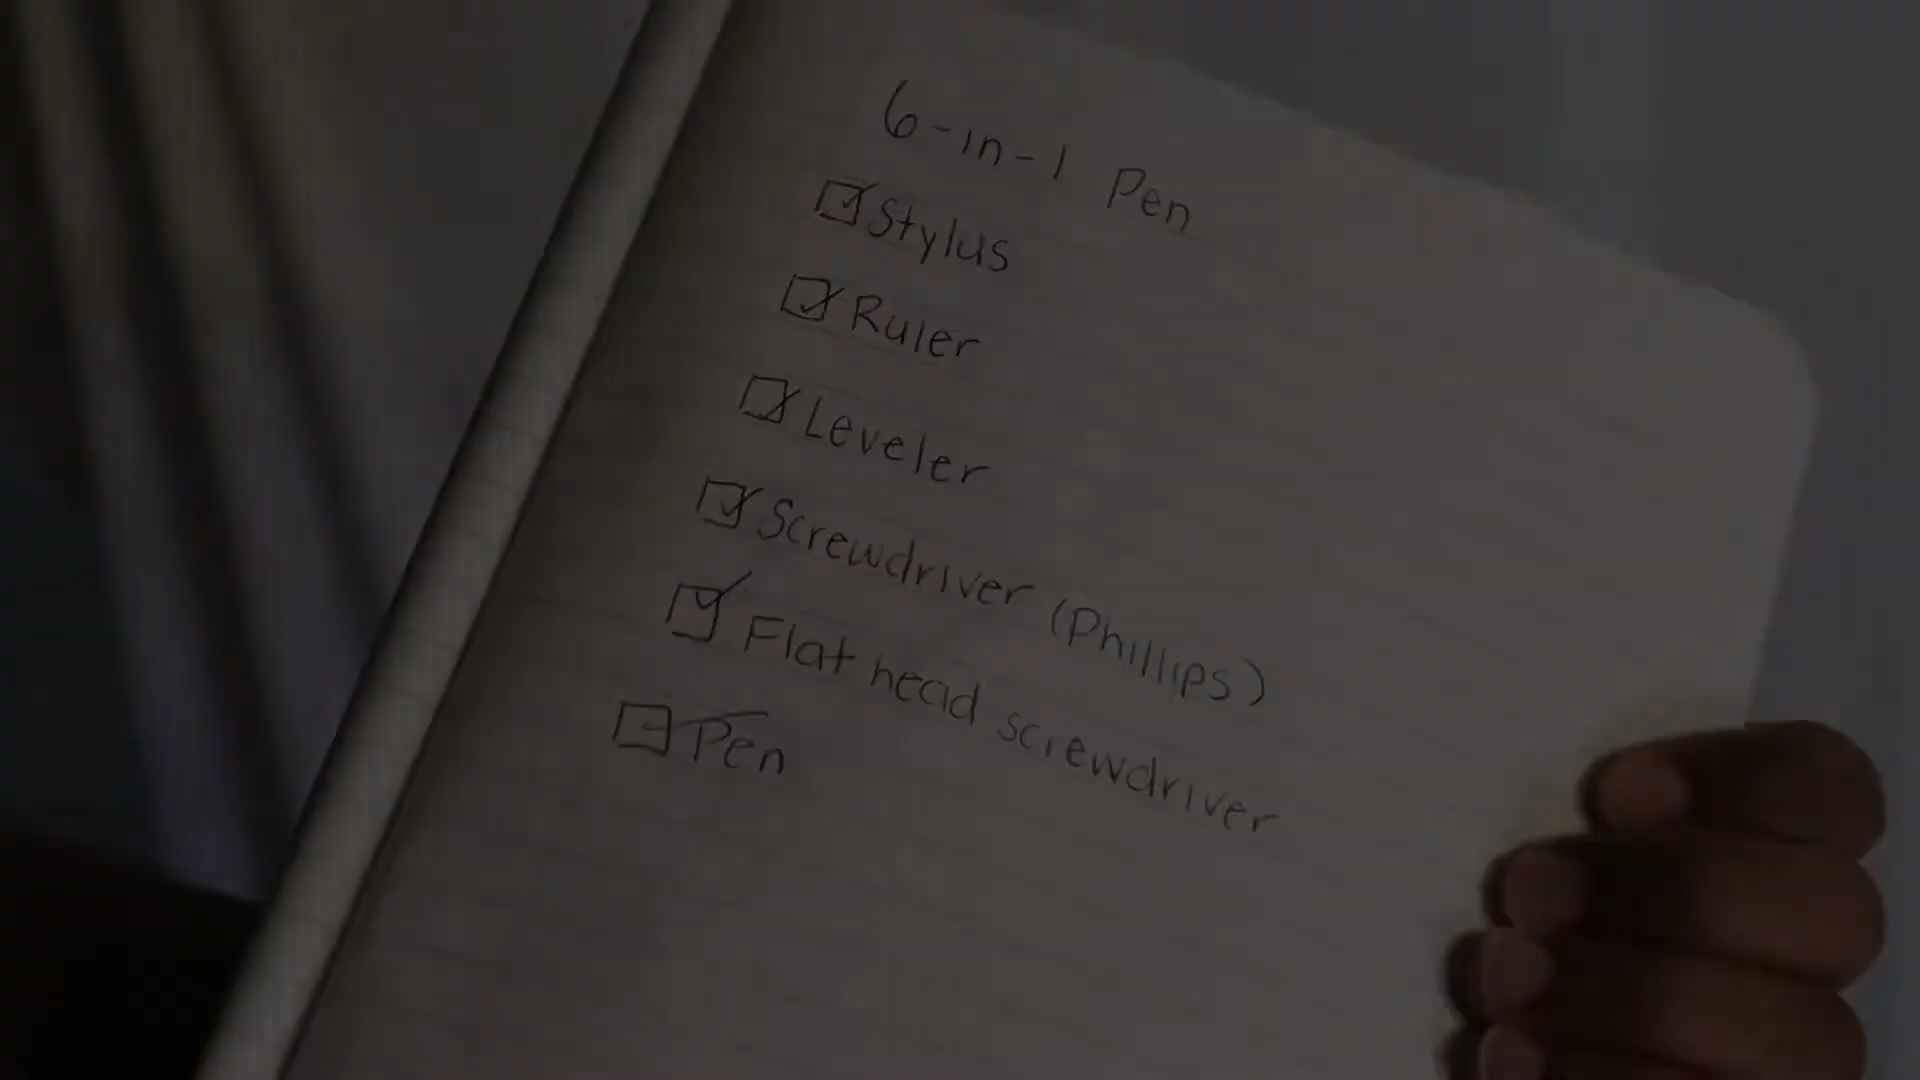 6-in-1 Pen
Stylus
Ruler
Leveler
Screwdriver (Phillips)
Flat head screwdriver
Pen